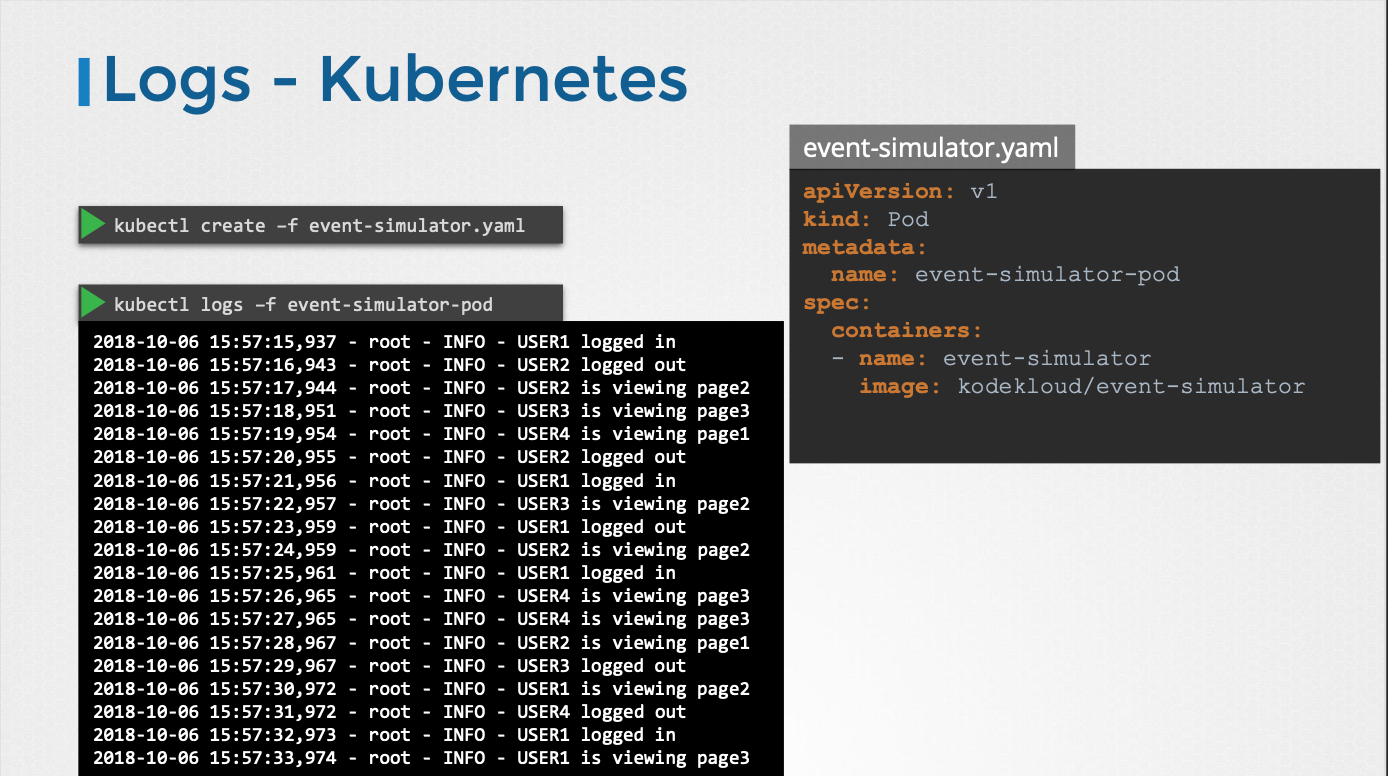 Logs - Kubernetes
kubectl create –f event-simulator.yaml
kubectl logs –f event-simulator-pod
2018-10-06 15:57:15,937 - root - INFO - USER1 logged in
2018-10-06 15:57:16,943 - root - INFO - USER2 logged out
2018-10-06 15:57:17,944 - root - INFO - USER2 is viewing page2
2018-10-06 15:57:18,951 - root - INFO - USER3 is viewing page3
2018-10-06 15:57:19,954 - root - INFO - USER4 is viewing page1
2018-10-06 15:57:20,955 - root - INFO - USER2 logged out
2018-10-06 15:57:21,956 - root - INFO - USER1 logged in
2018-10-06 15:57:22,957 - root - INFO - USER3 is viewing page2
2018-10-06 15:57:23,959 - root - INFO - USER1 logged out
2018-10-06 15:57:24,959 - root - INFO - USER2 is viewing page2
2018-10-06 15:57:25,961 - root - INFO - USER1 logged in
2018-10-06 15:57:26,965 - root - INFO - USER4 is viewing page3
2018-10-06 15:57:27,965 - root - INFO - USER4 is viewing page3
2018-10-06 15:57:28,967 - root - INFO - USER2 is viewing page1
2018-10-06 15:57:29,967 - root - INFO - USER3 logged out
2018-10-06 15:57:30,972 - root - INFO - USER1 is viewing page2
2018-10-06 15:57:31,972 - root - INFO - USER4 logged out
2018-10-06 15:57:32,973 - root - INFO - USER1 logged in
2018-10-06 15:57:33,974 - root - INFO - USER1 is viewing page3
event-simulator.yaml
apiVersion: v1
kind: Pod
metadata:
  name: event-simulator-pod
spec:
  containers:
  - name: event-simulator
    image: kodekloud/event-simulator